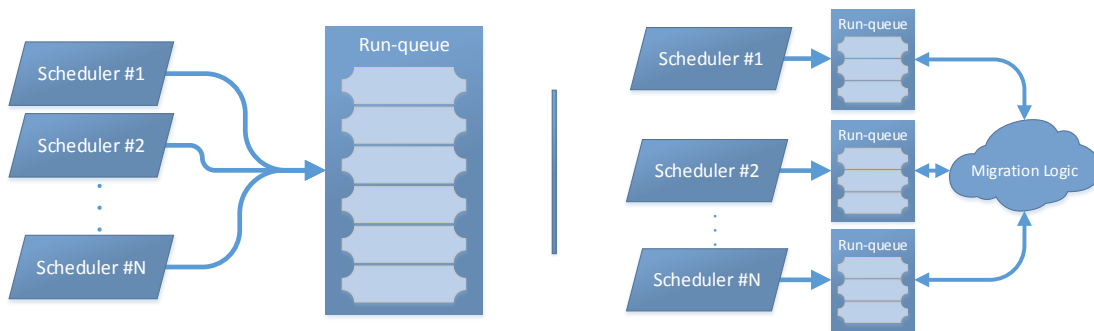 Scheduler #1
Scheduler #2
Scheduler #N
Run-queue
Scheduler #1
Run-queue
Scheduler #2
Run-queue
Migration Logic
Scheduler #N
Run-queue